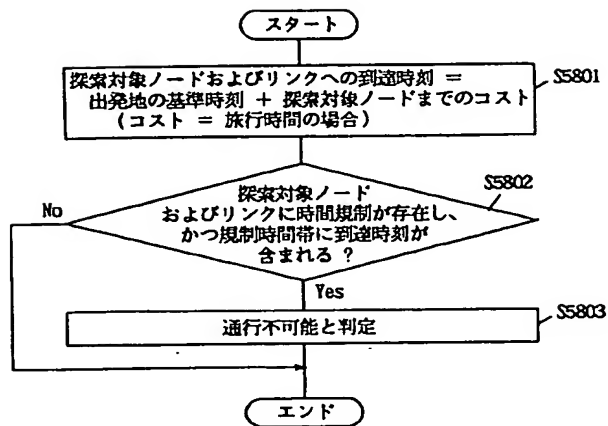 スタート
探索対象ノードおよびリンクへの到達時刻 =
出発地の基準時刻 + 探索対象ノードまでのコスト
(コスト = 旅行時間の場合)
S5801
探索対象ノード
およびリンクに時間規制が存在し、
かつ規制時間帯に到達時刻が
含まれる ?
S5802
No
Yes
通行不可能と判定
S5803
エンド